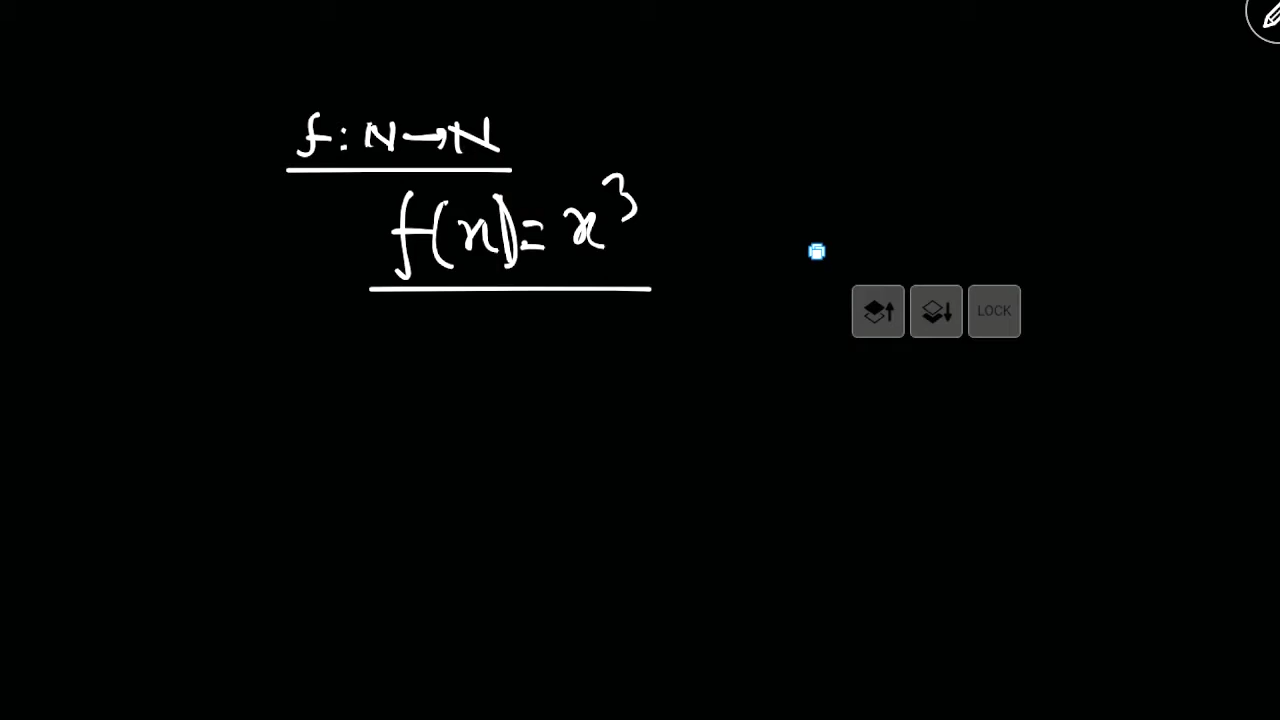 f : N → N
f(x) = x³
LOCK